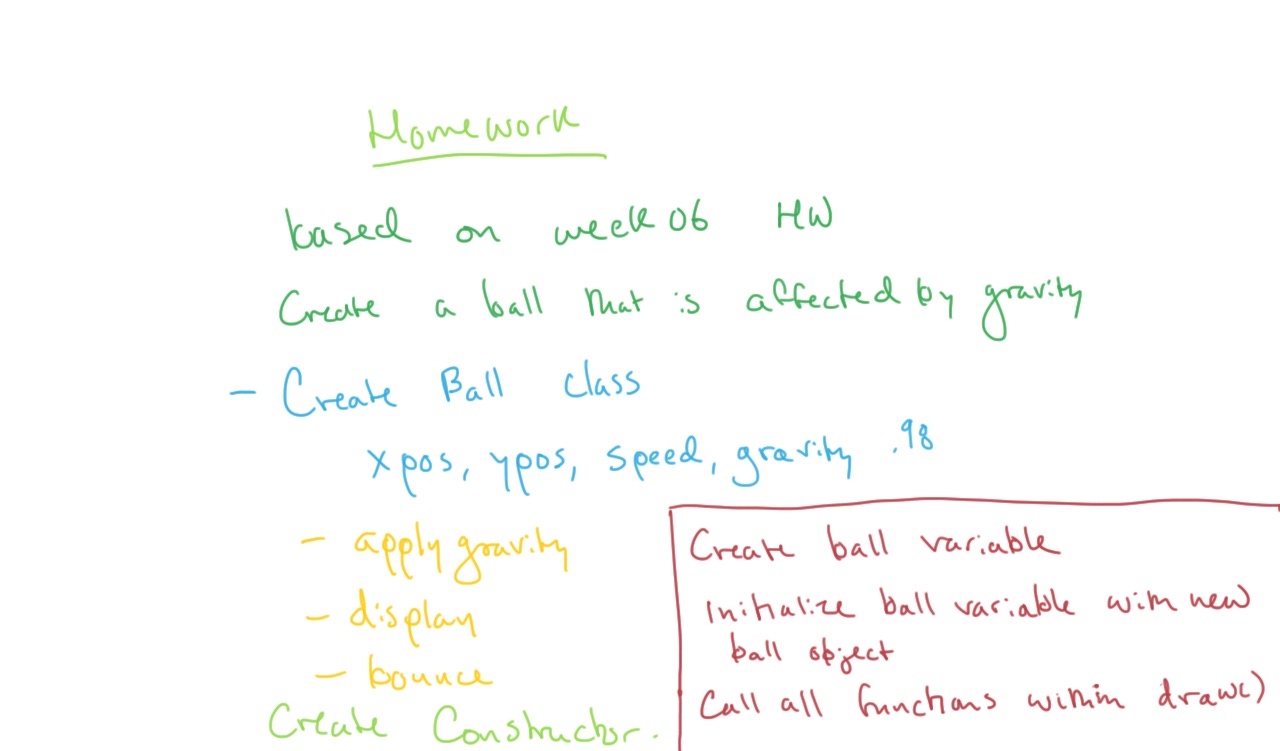 Homework
based on week 06 HW
Create a ball that is affected by gravity
- Create Ball class
xpos, ypos, speed, gravity .98
- apply gravity
- display
- bounce
Create Constructor.
Create ball variable
Initialize ball variable with new
ball object
Call all functions within draw()